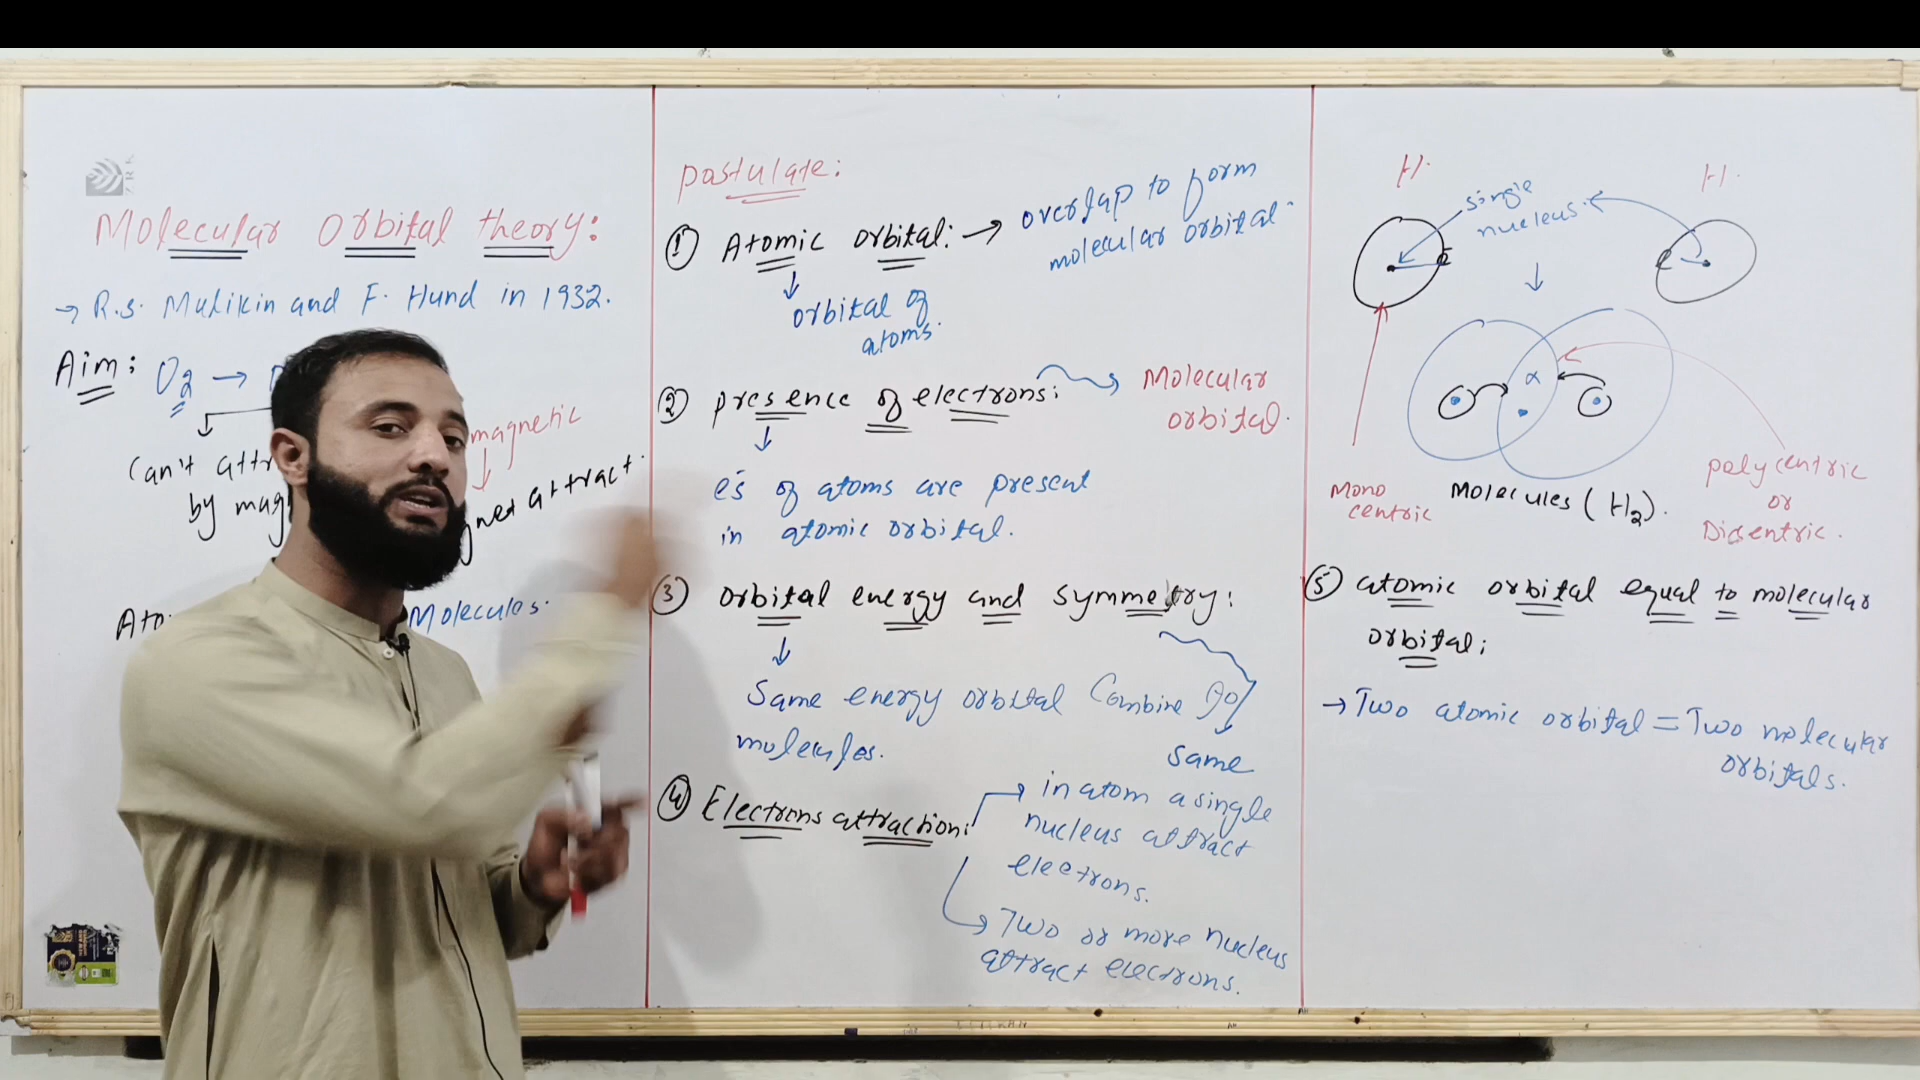 Molecular Orbital theory:
→ R.s. Mulikin and F. Hund in 1932.
Aim: O2 →
magnetic
Can't attr
by mag
gnet attract.
Ato
Molecules.
postulate:
① Atomic orbital: → overlap to form
molecular orbital.
orbital of
atoms.
② presence of electrons: Molecular
orbital.
es of atoms are present
in atomic orbital.
③ orbital energy and symmetry:
Same energy orbital Combine
molecules.
Same
④ Electrons attraction:
in atom a single
nucleus attract
electrons.
Two or more nucleus
attract electrons.
H. H.
single
nucleus.
Mono
centric
Molecules (H2).
polycentric
or
Dicentric.
⑤ atomic orbital equal to molecular
orbital:
→ Two atomic orbital = Two molecular
orbitals.